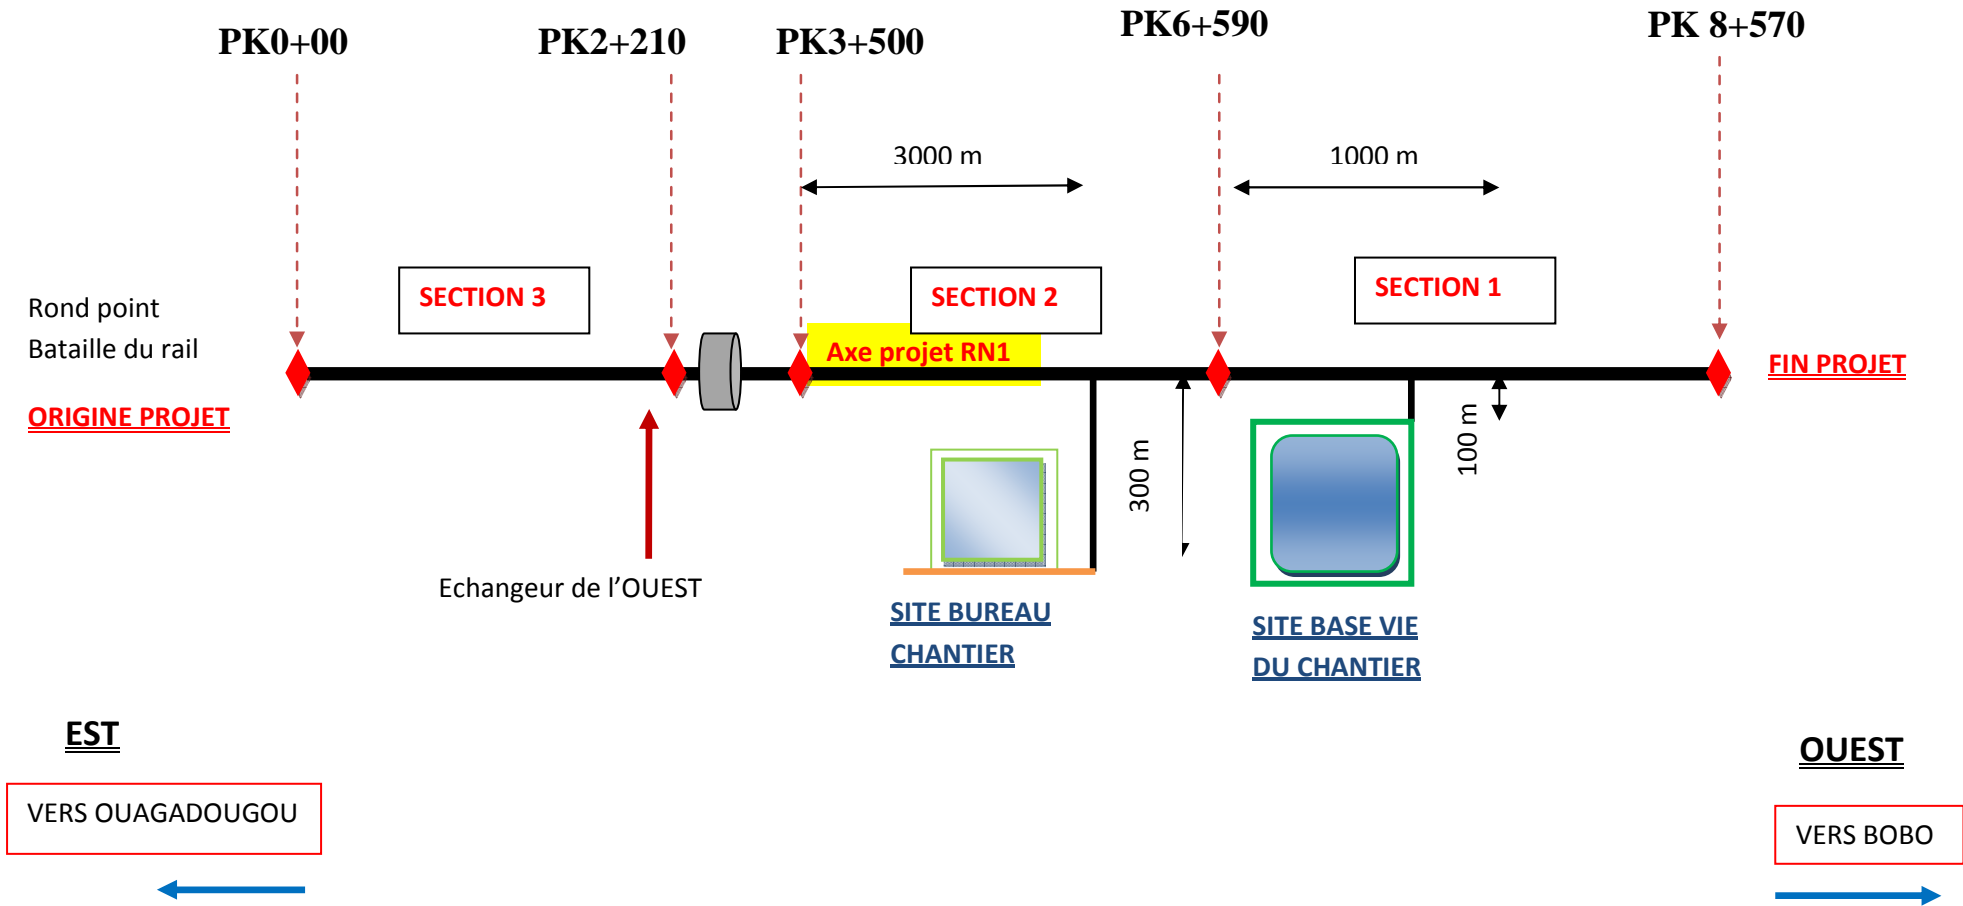 PK0+00
PK2+210
PK3+500
PK6+590
PK 8+570
3000 m
1000 m
SECTION 3
SECTION 2
SECTION 1
Rond point
Bataille du rail
Axe projet RN1
FIN PROJET
ORIGINE PROJET
300 m
100 m
Echangeur de l’OUEST
SITE BUREAU
CHANTIER
SITE BASE VIE
DU CHANTIER
EST
OUEST
VERS OUAGADOUGOU
VERS BOBO